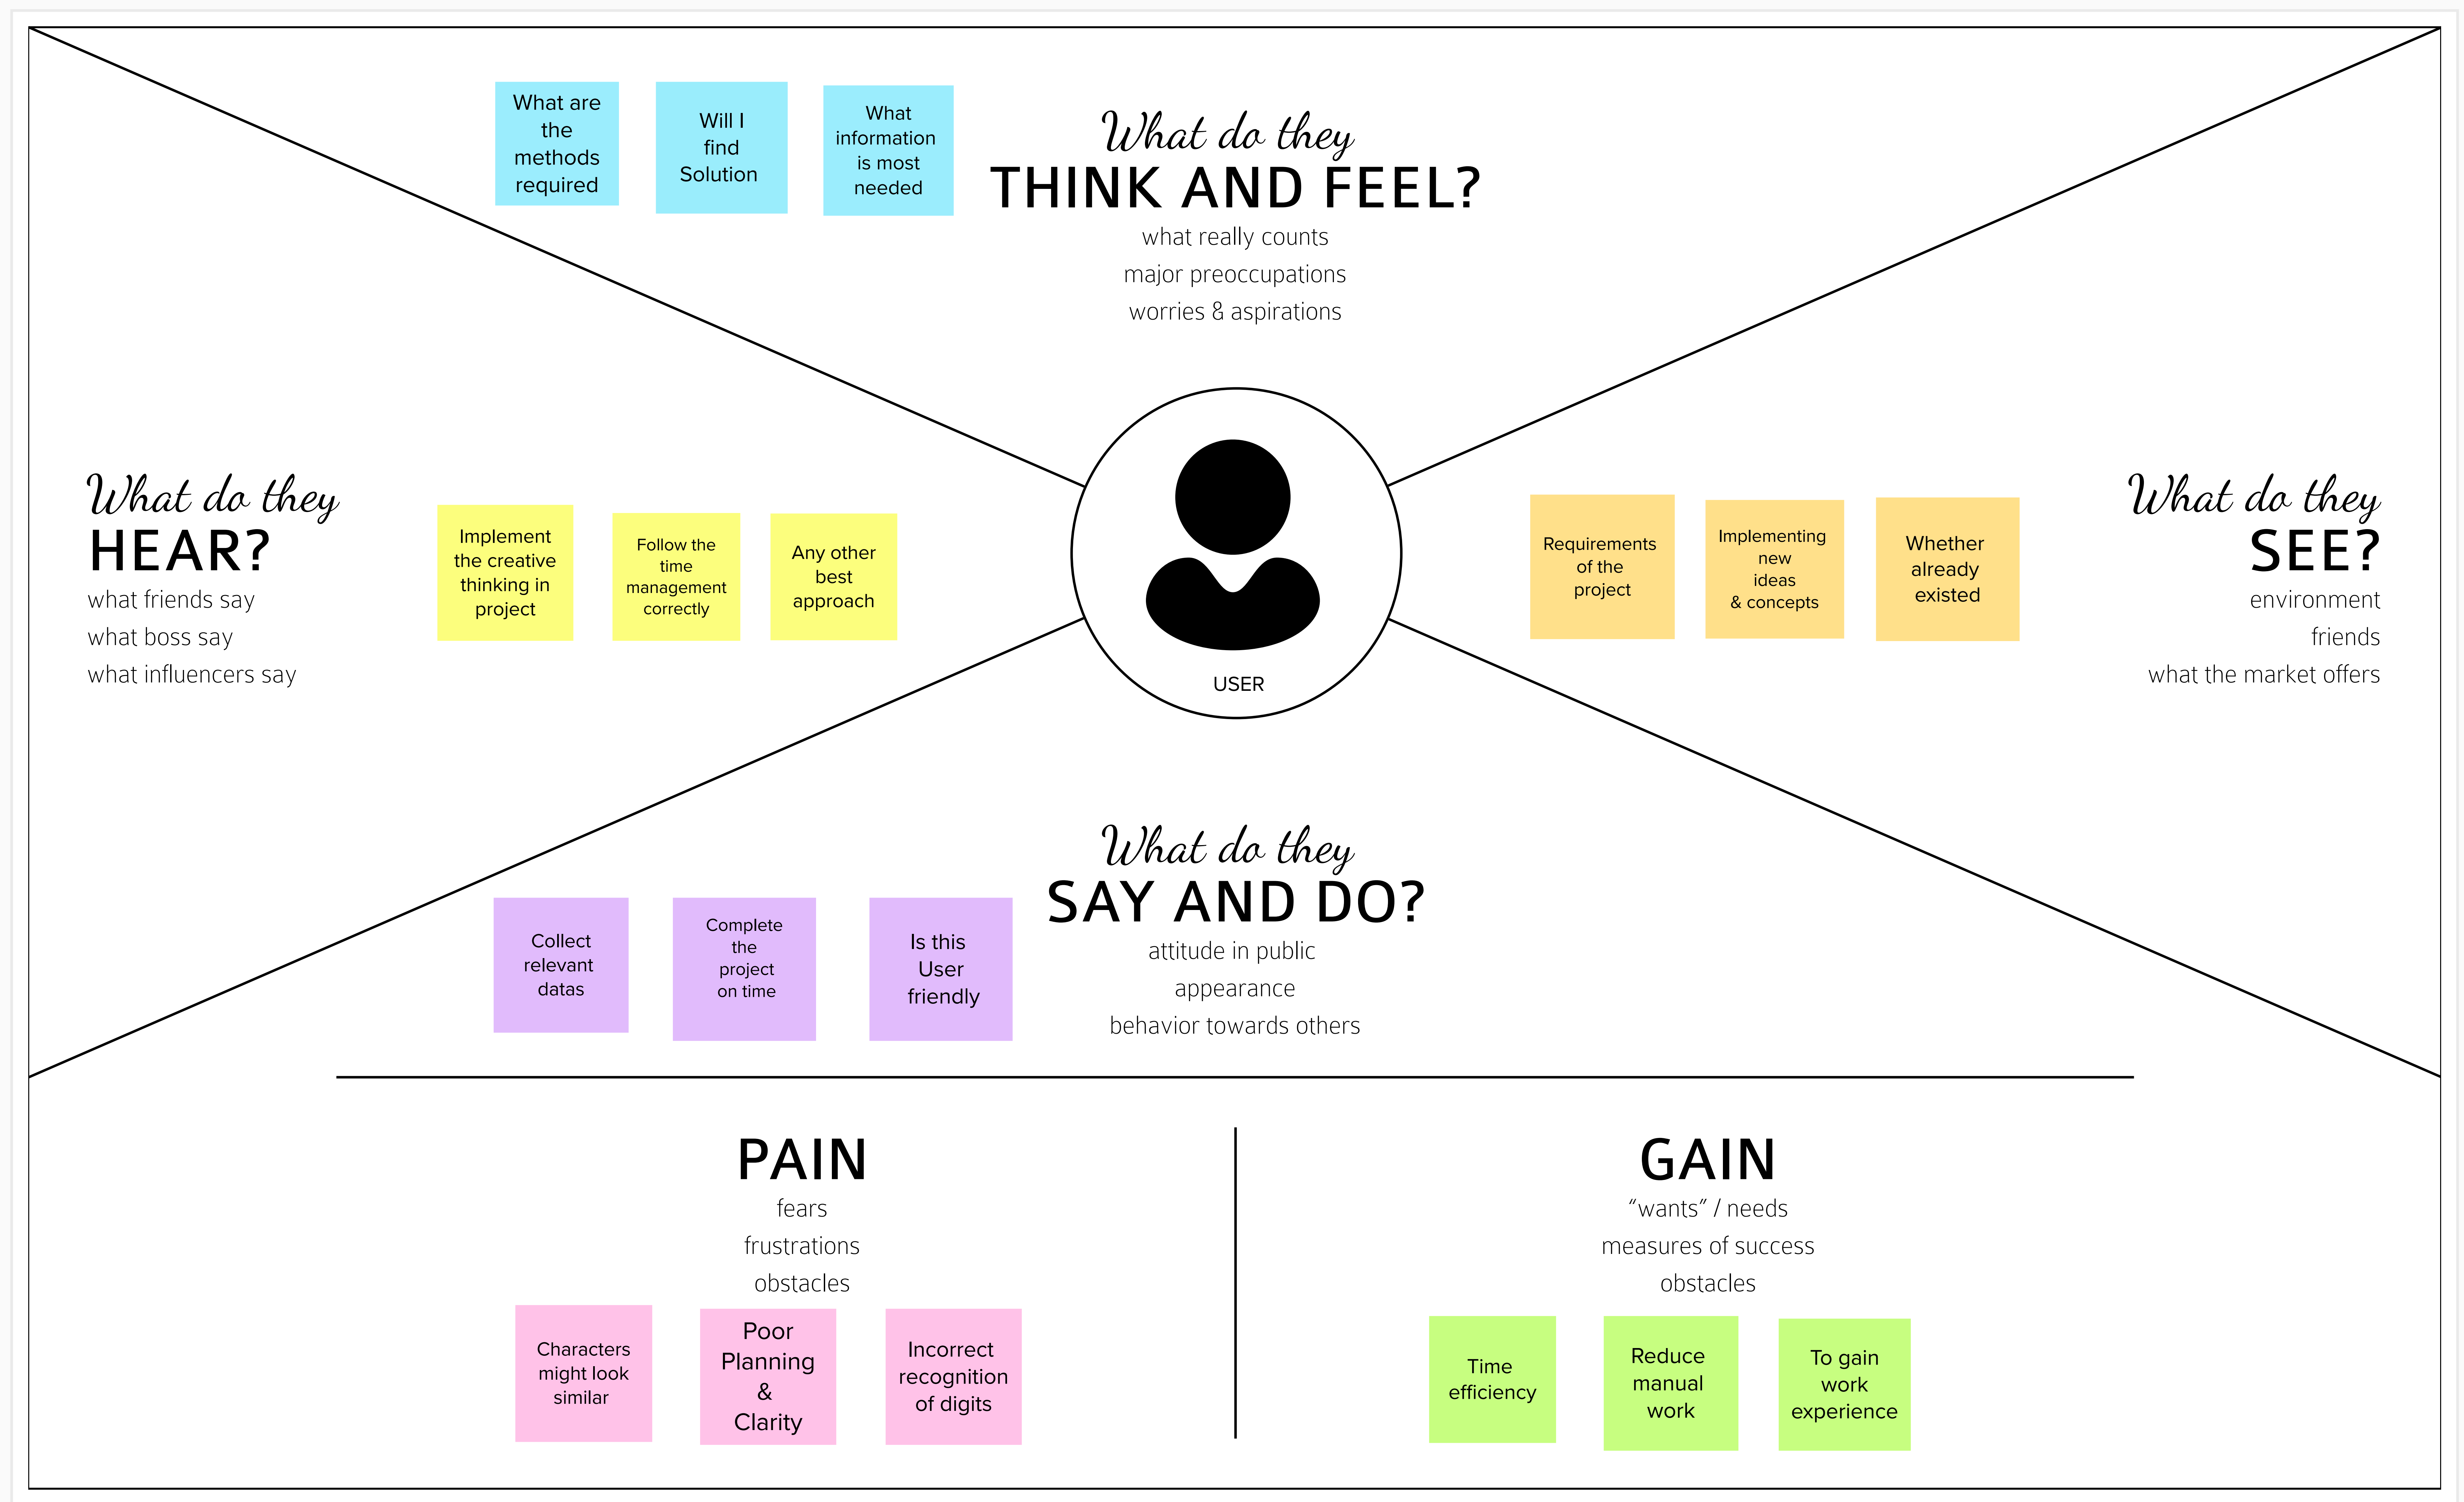 What are
the
methods
required
Will I
find
Solution
What
information
is most
needed
What do they
THINK AND FEEL?
what really counts
major preoccupations
worries & aspirations
What do they
HEAR?
what friends say
what boss say
what influencers say
Implement
the creative
thinking in
project
Follow the
time
management
correctly
Any other
best
approach
USER
Requirements
of the
project
Implementing
new
ideas
& concepts
Whether
already
existed
What do they
SEE?
environment
friends
what the market offers
Collect
relevant
datas
Complete
the
project
on time
Is this
User
friendly
What do they
SAY AND DO?
attitude in public
appearance
behavior towards others
PAIN
fears
frustrations
obstacles
Characters
might look
similar
Poor
Planning
&
Clarity
Incorrect
recognition
of digits
GAIN
“wants” / needs
measures of success
obstacles
Time
efficiency
Reduce
manual
work
To gain
work
experience